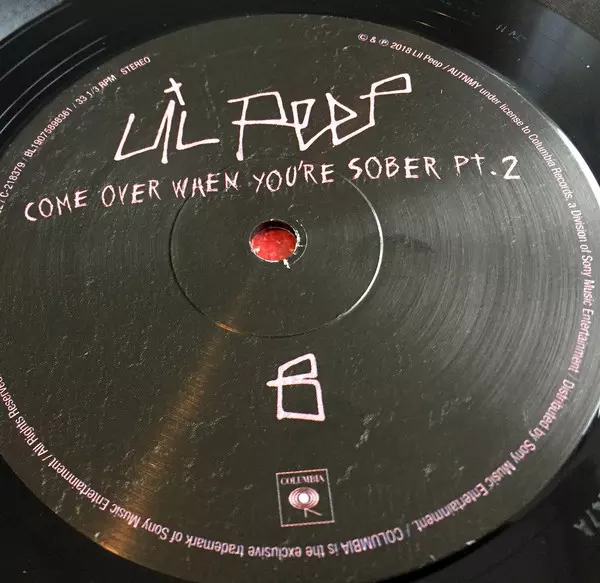 LiL PEEP
COME OVER WHEN YOU'RE SOBER PT. 2
B
COLUMBIA
C-218379 / BL19075898361 / 33 1/3 RPM STEREO
© & ℗ 2018 Lil Peep / AUTNMY under license to Columbia Records, a Division of Sony Music Entertainment / Distributed by Sony Music Entertainment. / COLUMBIA is the exclusive trademark of Sony Music Entertainment / All Rights Reserved